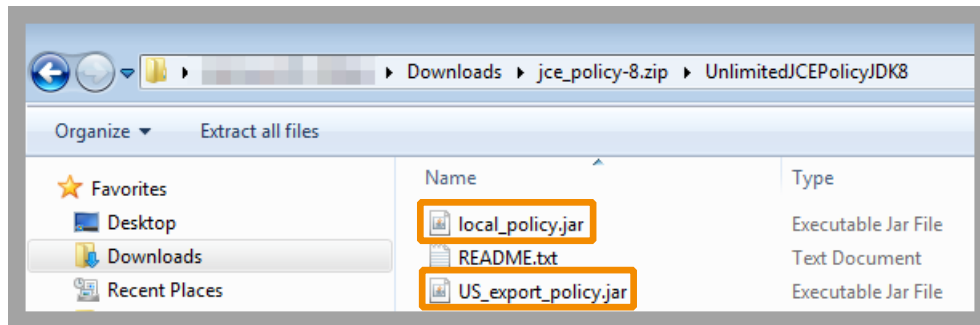 Downloads jce_policy-8.zip UnlimitedJCEPolicyJDK8
Organize Extract all files
Favorites
Desktop
Downloads
Recent Places
Name Type
local_policy.jar Executable Jar File
README.txt Text Document
US_export_policy.jar Executable Jar File